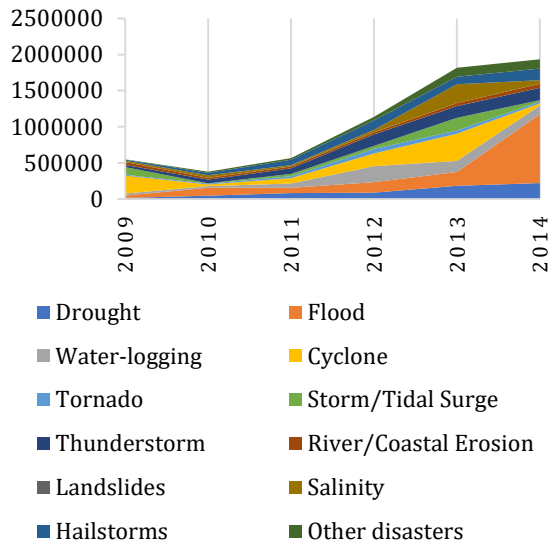 2500000
2000000
1500000
1000000
500000
0
2009
2010
2011
2012
2013
2014
Drought
Flood
Water-logging
Cyclone
Tornado
Storm/Tidal Surge
Thunderstorm
River/Coastal Erosion
Landslides
Salinity
Hailstorms
Other disasters